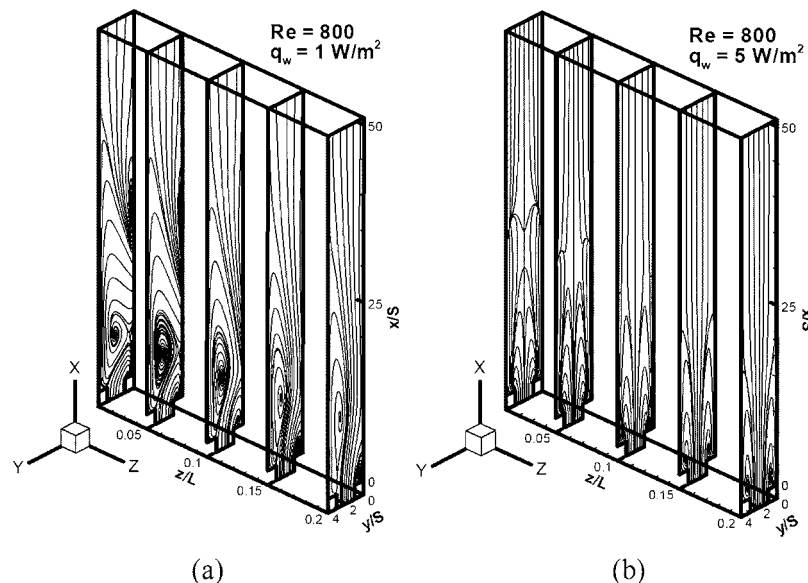 Re = 800
q_w = 1 W/m²
50
25
x/S
0
0
2
4
y/S
0.05
0.1
0.15
0.2
z/L
X
Y
Z
(a)
Re = 800
q_w = 5 W/m²
50
25
x/S
0
0
2
4
y/S
0.05
0.1
0.15
0.2
z/L
X
Y
Z
(b)